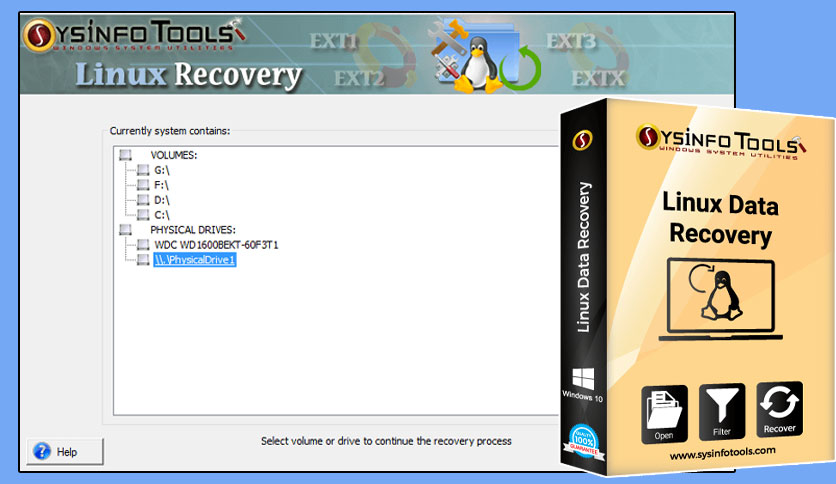 SYSINFOTOOLS
WINDOWS SYSTEM UTILITIES
Linux Recovery
EXT1
EXT2
EXT3
EXTX
Currently system contains:
VOLUMES:
G:\
F:\
D:\
C:\
PHYSICAL DRIVES:
WDC WD1600BEKT-60F3T1
\\.\PhysicalDrive1
Help
Select volume or drive to continue the recovery process
S
Linux Data Recovery
Windows 10
100%
GUARANTEE
SYSINFOTOOLS
WINDOWS SYSTEM UTILITIES
Linux Data
Recovery
Open
Filter
Recover
www.sysinfotools.com